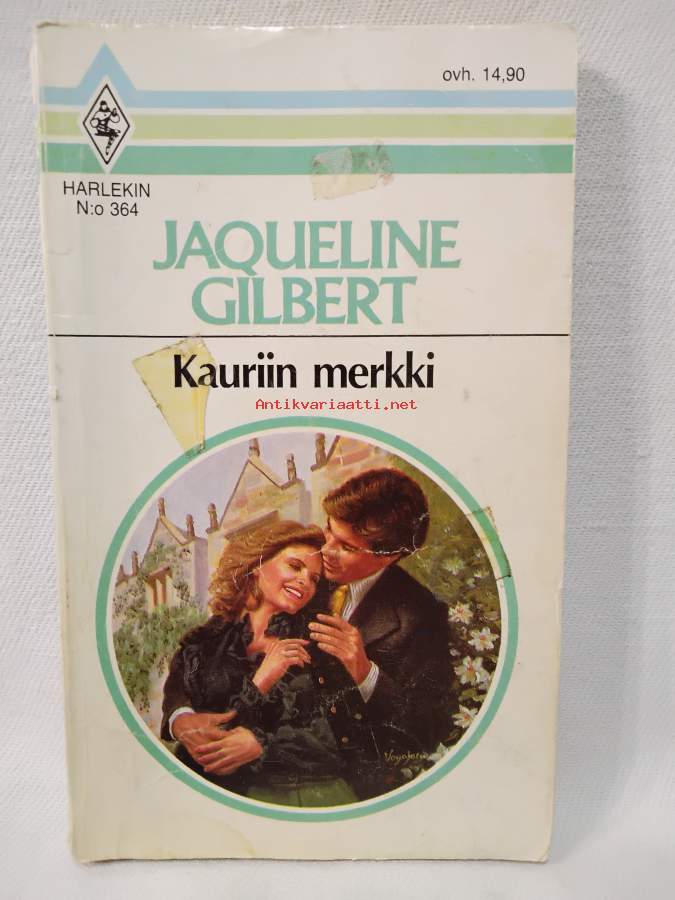 ovh. 14,90
HARLEKIN
N:o 364
JAQUELINE
GILBERT
Kauriin merkki
Antikvariaatti.net